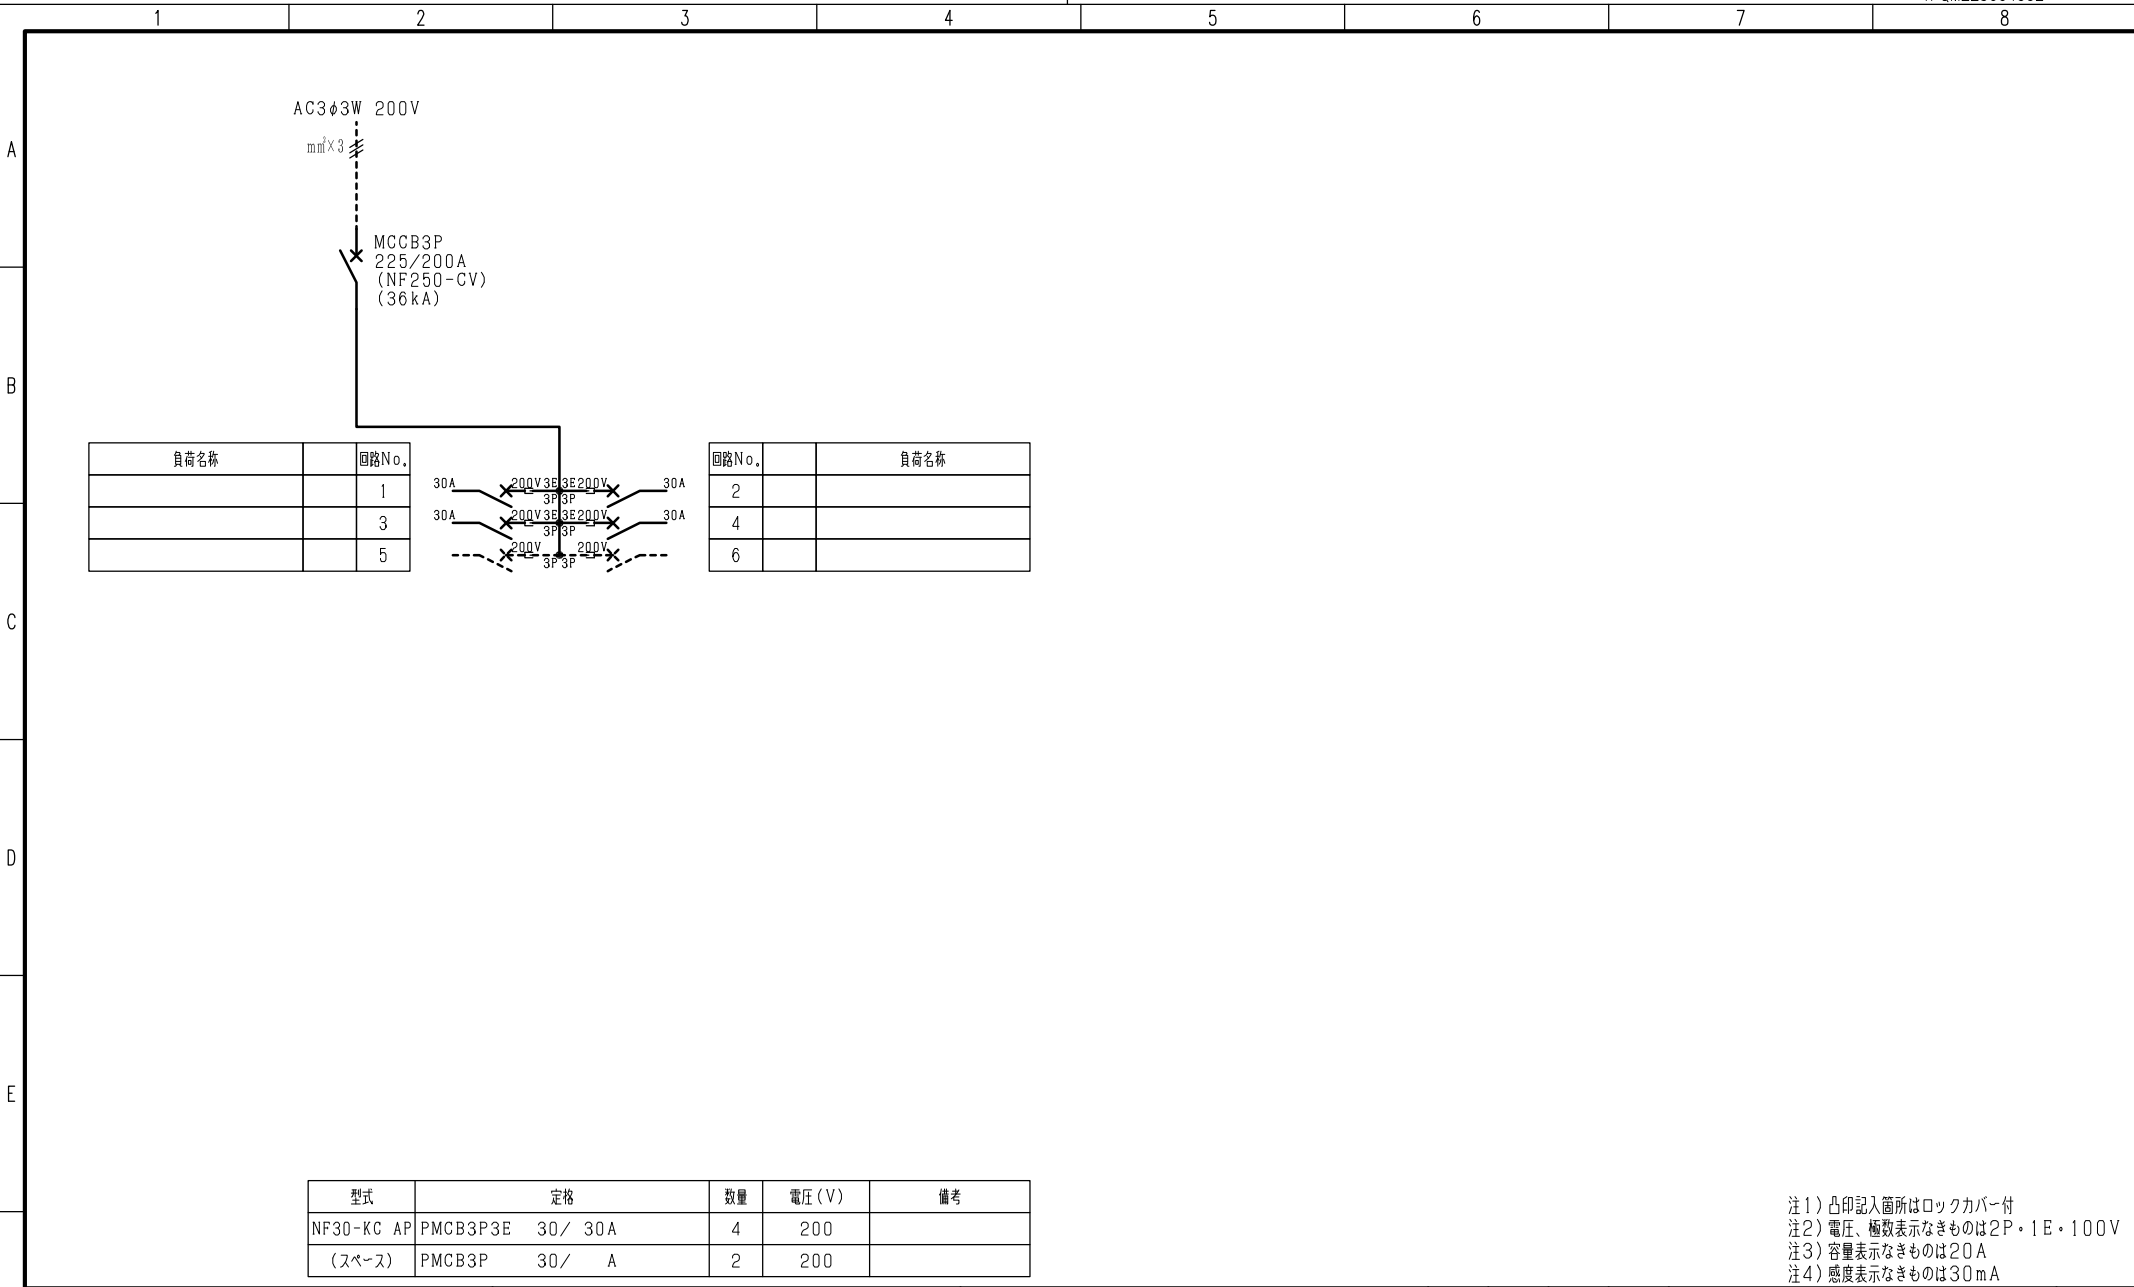 1 2 3 4 5 6 7 8
A
B
C
D
E
AC3φ3W 200V
mm²×3
MCCB3P
225/200A
(NF250-CV)
(36kA)
負荷名称 回路No.
1
3
5
30A 200V 3E 3E 200V 30A
3P 3P
30A 200V 3E 3E 200V 30A
3P 3P
200V 200V
3P 3P
回路No. 負荷名称
2
4
6
型式 定格 数量 電圧(V) 備考
NF30-KC AP PMCB3P3E 30/ 30A 4 200
(スペース) PMCB3P 30/ A 2 200
注1)凸印記入箇所はロックカバー付
注2)電圧、極数表示なきものは2P・1E・100V
注3)容量表示なきものは20A
注4)感度表示なきものは30mA